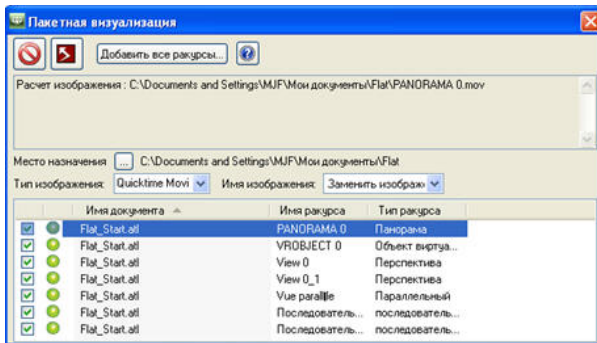 Пакетная визуализация
Добавить все ракурсы...
Расчет изображения : C:\Documents and Settings\MJF\Мои документы\Flat\PANORAMA 0.mov
Место назначения ... C:\Documents and Settings\MJF\Мои документы\Flat
Тип изображения: Quicktime Movi Имя изображения: Заменить изображ
Имя документа Имя ракурса Тип ракурса
Flat_Start.atl PANORAMA 0 Панорама
Flat_Start.atl VROBJECT 0 Объект виртуа...
Flat_Start.atl View 0 Перспектива
Flat_Start.atl View 0_1 Перспектива
Flat_Start.atl Vue Параллельный
Flat_Start.atl Последователь... последователь...
Flat_Start.atl Последователь... последователь...